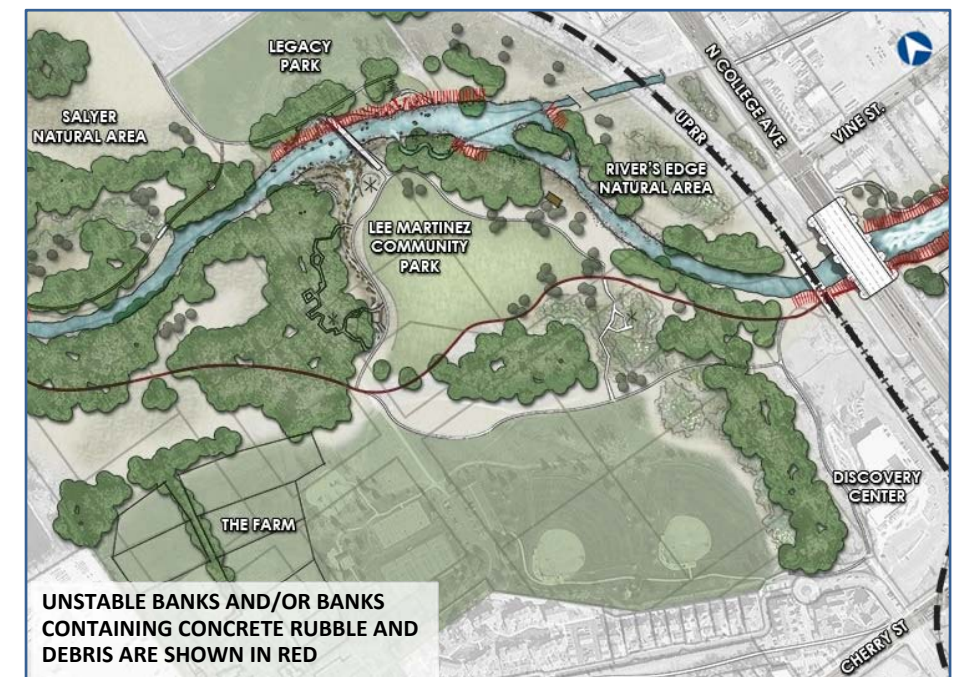 LEGACY
PARK
SALYER
NATURAL AREA
N COLLEGE AVE
VINE ST.
UPRR
RIVER'S EDGE
NATURAL AREA
LEE MARTINEZ
COMMUNITY
PARK
DISCOVERY
CENTER
THE FARM
CHERRY ST
UNSTABLE BANKS AND/OR BANKS
CONTAINING CONCRETE RUBBLE AND
DEBRIS ARE SHOWN IN RED